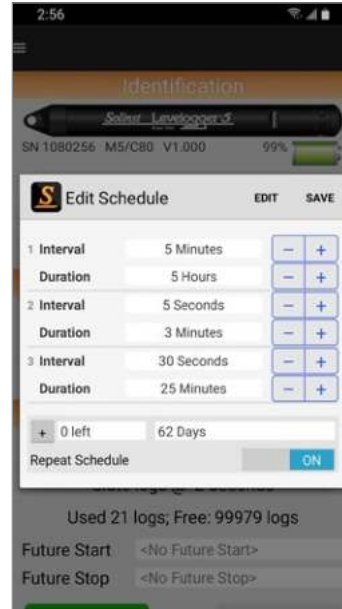 2:56
Identification
Solinst Levelogger 5
SN 1080256 M5/C80 V1.000 99%
S Edit Schedule EDIT SAVE
1 Interval 5 Minutes - +
Duration 5 Hours
2 Interval 5 Seconds - +
Duration 3 Minutes - +
3 Interval 30 Seconds - +
Duration 25 Minutes - +
+ 0 left 62 Days
Repeat Schedule ON
Used 21 logs; Free: 99979 logs
Future Start <No Future Start>
Future Stop <No Future Stop>